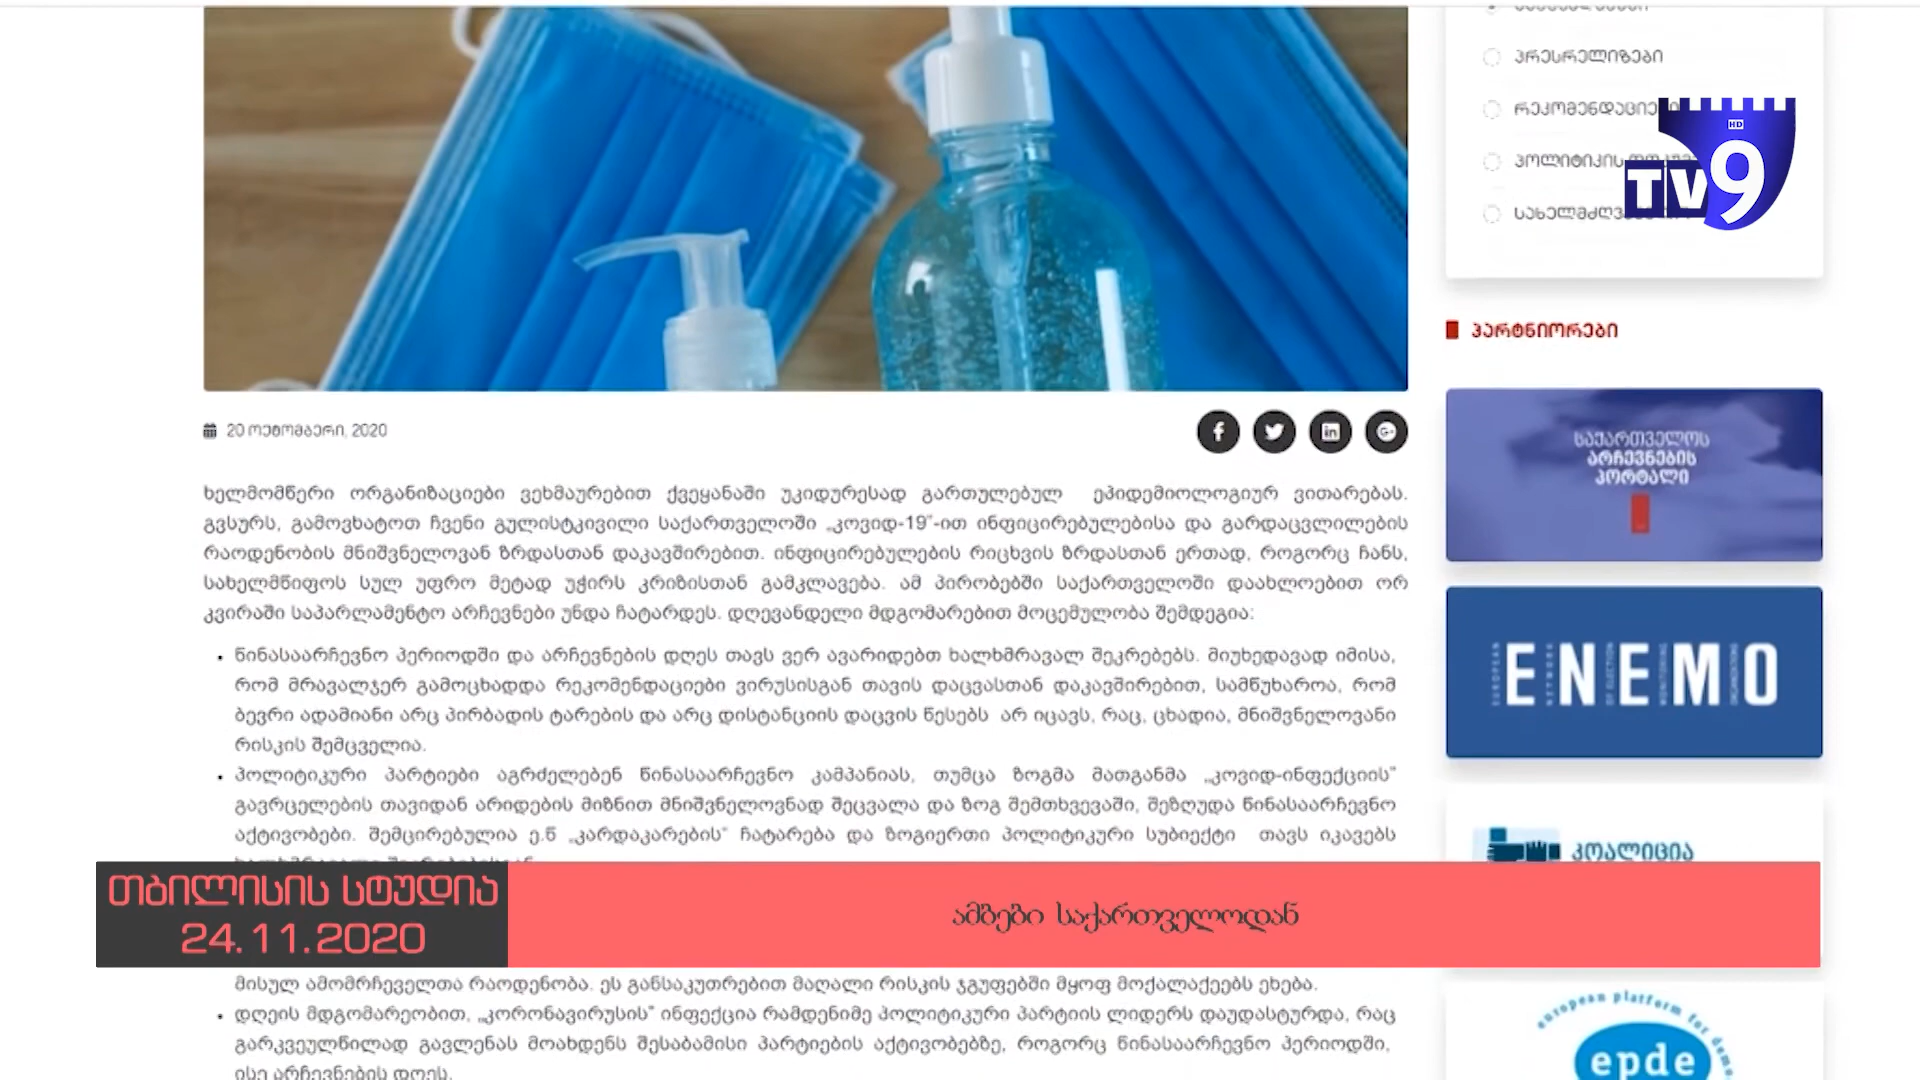 პრესრელიზები
HD
TV9
პარტნიორები
20 ოქტომბერი, 2020
საქართველოს
არჩევნების
პორტალი
ხელმომწერი ორგანიზაციები ვეხმაურებით ქვეყანაში უკიდურესად გართულებულ ეპიდემიოლოგიურ ვითარებას.
გვსურს, გამოვხატოთ ჩვენი გულისტკივილი საქართველოში „კოვიდ-19"-ით ინფიცირებულებისა და გარდაცვლილების
რაოდენობის მნიშვნელოვან ზრდასთან დაკავშირებით. ინფიცირებულების რიცხვის ზრდასთან ერთად, როგორც ჩანს,
სახელმწიფოს სულ უფრო მეტად უჭირს კრიზისთან გამკლავება. ამ პირობებში საქართველოში დაახლოებით ორ
კვირაში საპარლამენტო არჩევნები უნდა ჩატარდეს. დღევანდელი მდგომარებით მოცემულობა შემდეგია:
• წინასაარჩევნო პერიოდში და არჩევნების დღეს თავს ვერ ავარიდებთ ხალხმრავალ შეკრებებს. მიუხედავად იმისა,
რომ მრავალჯერ გამოცხადდა რეკომენდაციები ვირუსისგან თავის დაცვასთან დაკავშირებით, სამწუხაროა, რომ
ბევრი ადამიანი არც პირბადის ტარების და არც დისტანციის დაცვის წესებს არ იცავს, რაც, ცხადია, მნიშვნელოვანი
რისკის შემცველია.
• პოლიტიკური პარტიები აგრძელებენ წინასაარჩევნო კამპანიას, თუმცა ზოგმა მათგანმა „კოვიდ-ინფექციის"
გავრცელების თავიდან არიდების მიზნით მნიშვნელოვნად შეცვალა და ზოგ შემთხვევაში, შეზღუდა წინასაარჩევნო
აქტივობები. შემცირებულია ე.წ „კარდაკარების" ჩატარება და ზოგიერთი პოლიტიკური სუბიექტი თავს იკავებს
ENEMO
კოალიცია
თბილისის სტუდია
24.11.2020
ამბები საქართველოდან
მისულ ამომრჩეველთა რაოდენობა. ეს განსაკუთრებით მაღალი რისკის ჯგუფებში მყოფ მოქალაქეებს ეხება.
• დღეის მდგომარეობით, „კორონავირუსის" ინფექცია რამდენიმე პოლიტიკური პარტიის ლიდერს დაუდასტურდა, რაც
გარკვეულწილად გავლენას მოახდენს შესაბამისი პარტიების აქტივობებზე, როგორც წინასაარჩევნო პერიოდში,
ისე არჩევნების დღეს.
european platform for
epde